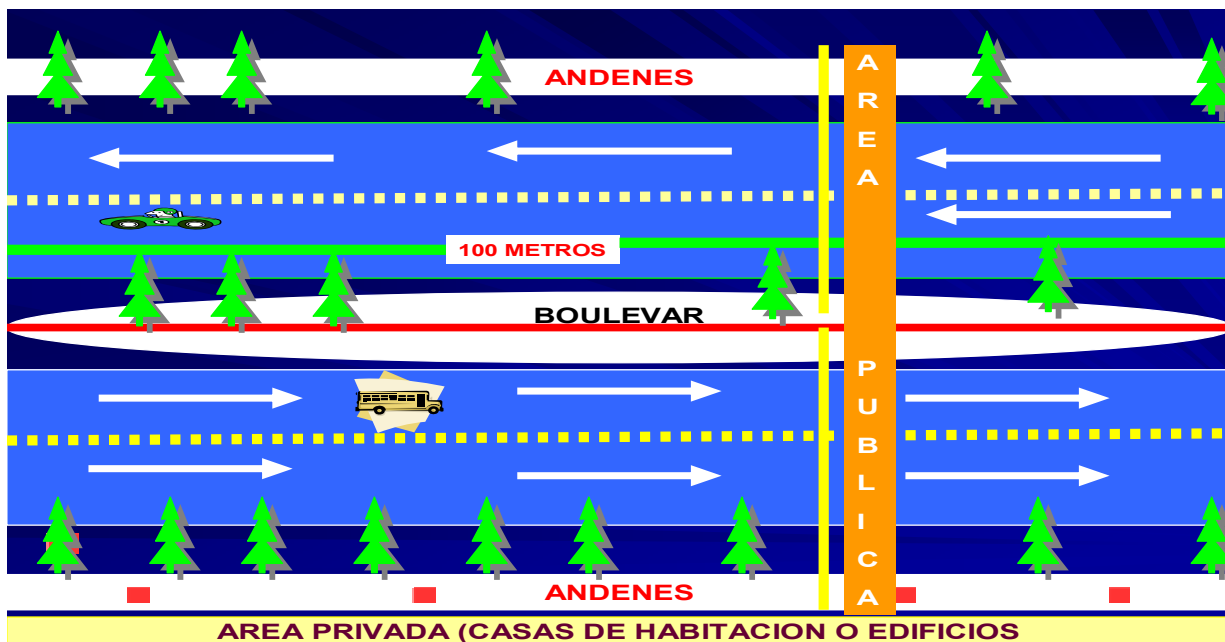 ANDENES
100 METROS
BOULEVAR
AREA PUBLICA
ANDENES
AREA PRIVADA (CASAS DE HABITACION O EDIFICIOS